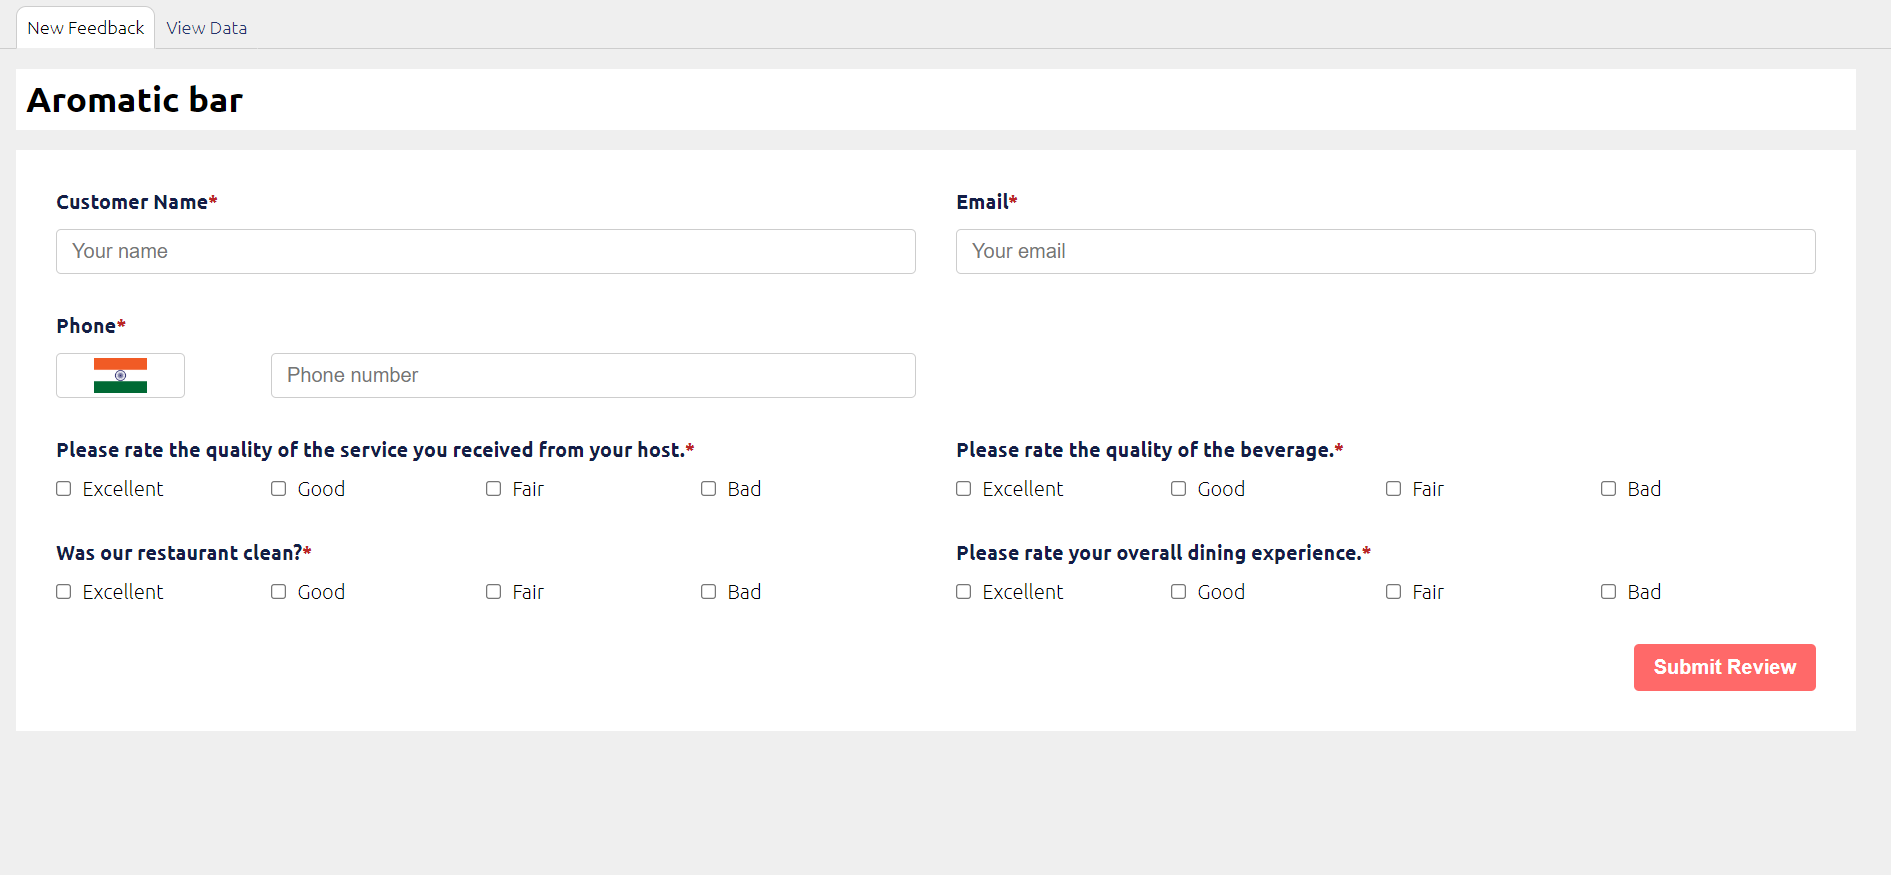 New Feedback View Data
Aromatic bar
Customer Name* Email*
Your name Your email
Phone*
Phone number
Please rate the quality of the service you received from your host.* Please rate the quality of the beverage.*
Excellent Good Fair Bad Excellent Good Fair Bad
Was our restaurant clean?* Please rate your overall dining experience.*
Excellent Good Fair Bad Excellent Good Fair Bad
Submit Review